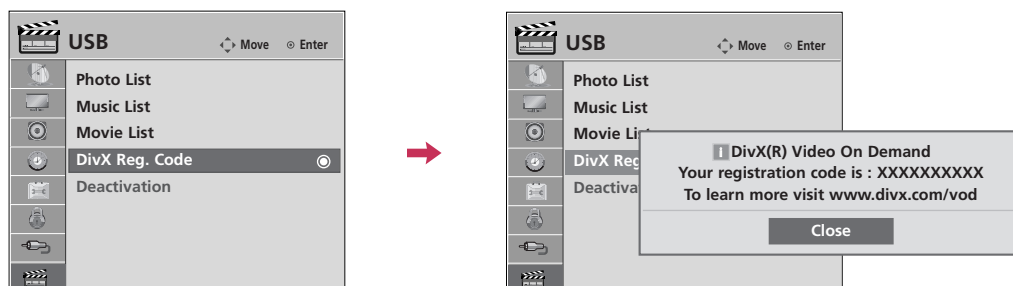 USB
Move
Enter
Photo List
Music List
Movie List
DivX Reg. Code
Deactivation
USB
Move
Enter
Photo List
Music List
Movie Li
DivX Reg
Deactiva
DivX(R) Video On Demand
Your registration code is : XXXXXXXXXX
To learn more visit www.divx.com/vod
Close